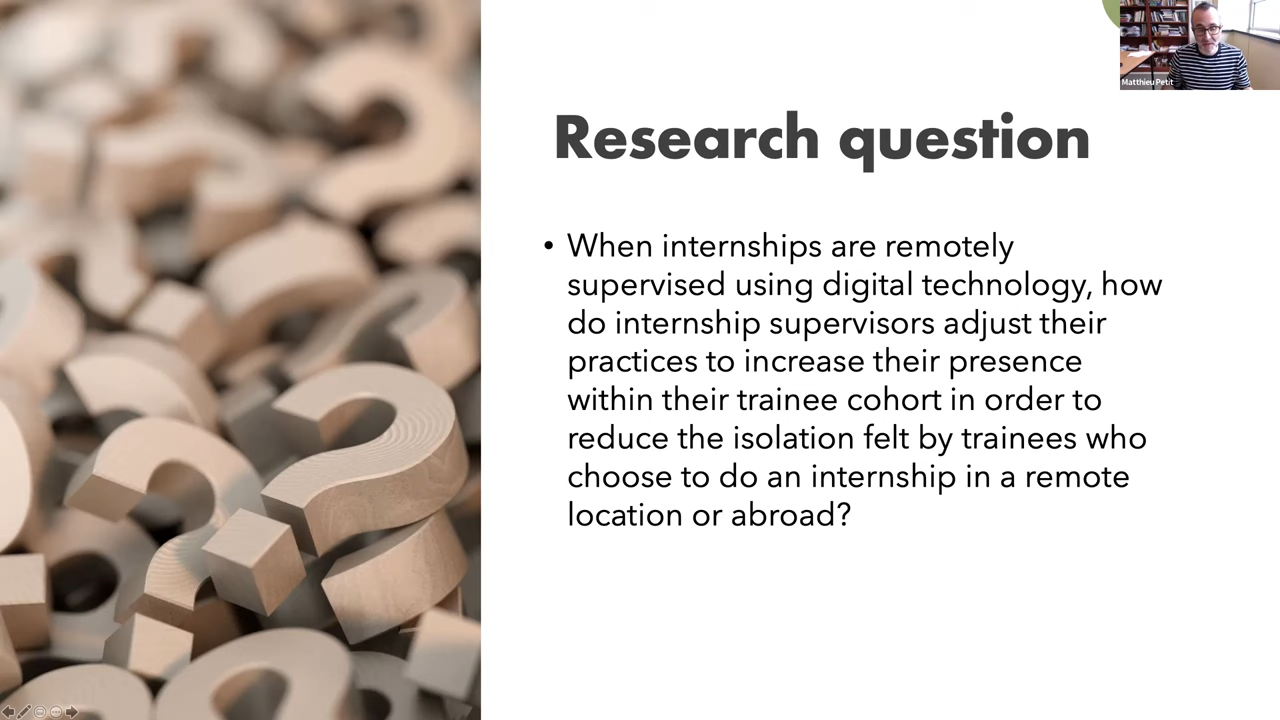 Matthieu Petit
Research question
• When internships are remotely
supervised using digital technology, how
do internship supervisors adjust their
practices to increase their presence
within their trainee cohort in order to
reduce the isolation felt by trainees who
choose to do an internship in a remote
location or abroad?